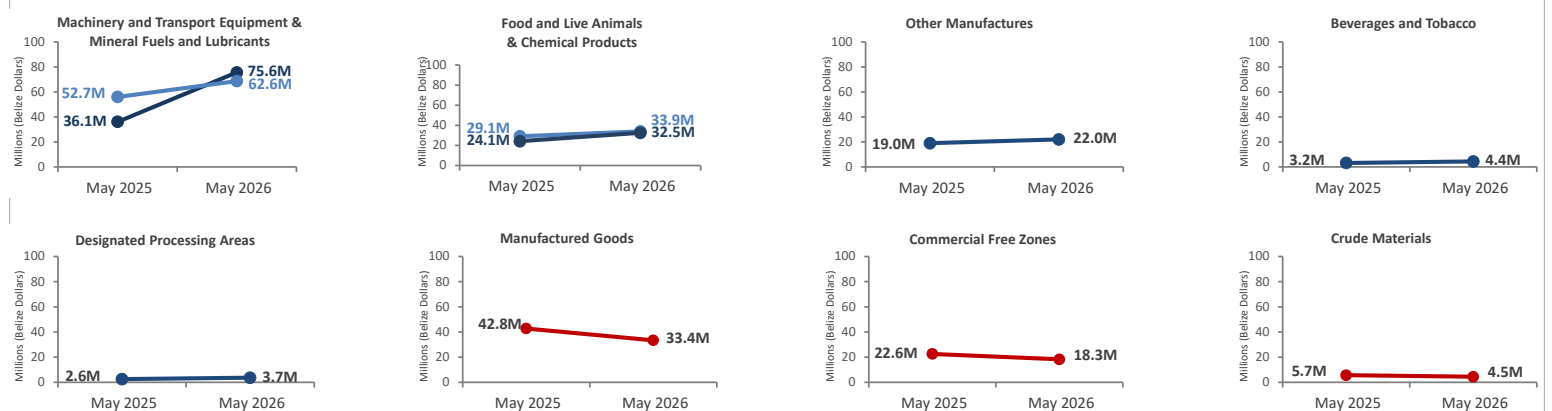 Machinery and Transport Equipment &
Mineral Fuels and Lubricants
Millions (Belize Dollars)
100
80
60
40
20
0
52.7M
36.1M
75.6M
62.6M
May 2025
May 2026
Food and Live Animals
& Chemical Products
Millions (Belize Dollars)
100
80
60
40
20
0
29.1M
24.1M
33.9M
32.5M
May 2025
May 2026
Other Manufactures
Millions (Belize Dollars)
100
80
60
40
20
0
19.0M
22.0M
May 2025
May 2026
Beverages and Tobacco
Millions (Belize Dollars)
100
80
60
40
20
0
3.2M
4.4M
May 2025
May 2026
Designated Processing Areas
Millions (Belize Dollars)
100
80
60
40
20
0
2.6M
3.7M
May 2025
May 2026
Manufactured Goods
Millions (Belize Dollars)
100
80
60
40
20
0
42.8M
33.4M
May 2025
May 2026
Commercial Free Zones
Millions (Belize Dollars)
100
80
60
40
20
0
22.6M
18.3M
May 2025
May 2026
Crude Materials
Millions (Belize Dollars)
100
80
60
40
20
0
5.7M
4.5M
May 2025
May 2026